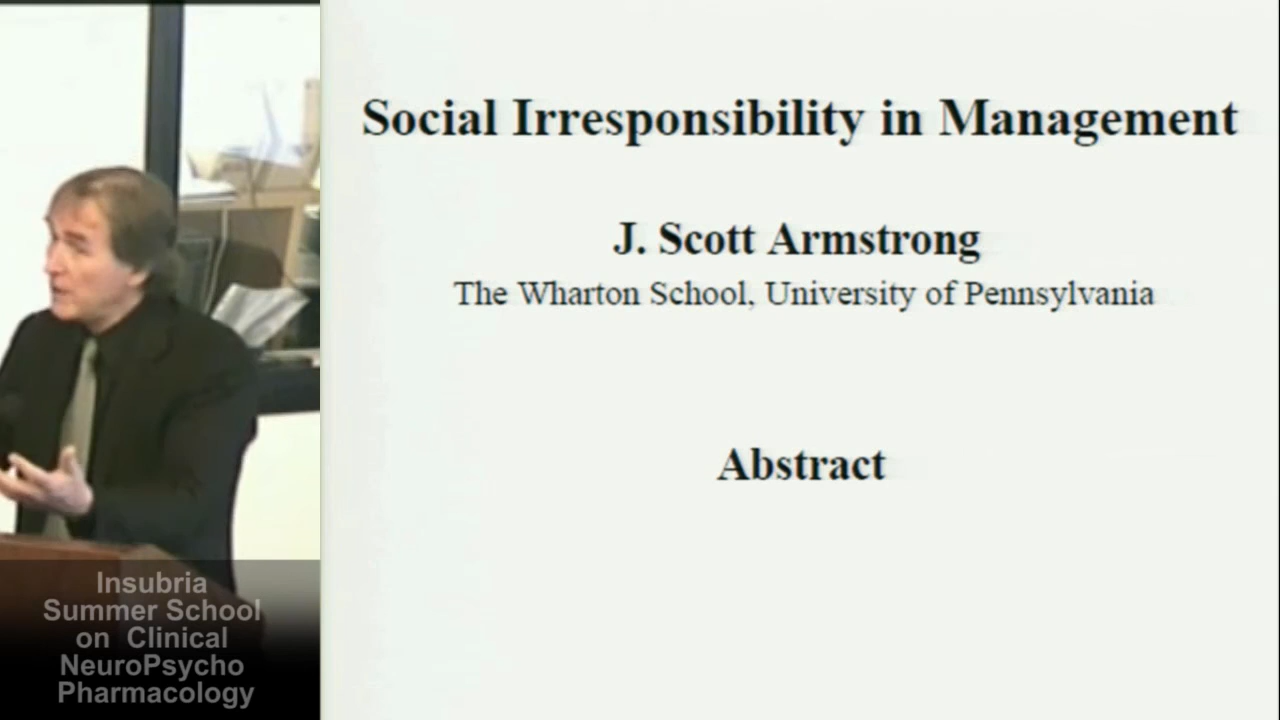 Social Irresponsibility in Management
J. Scott Armstrong
The Wharton School, University of Pennsylvania
Abstract
Insubria
Summer School
on Clinical
NeuroPsycho
Pharmacology